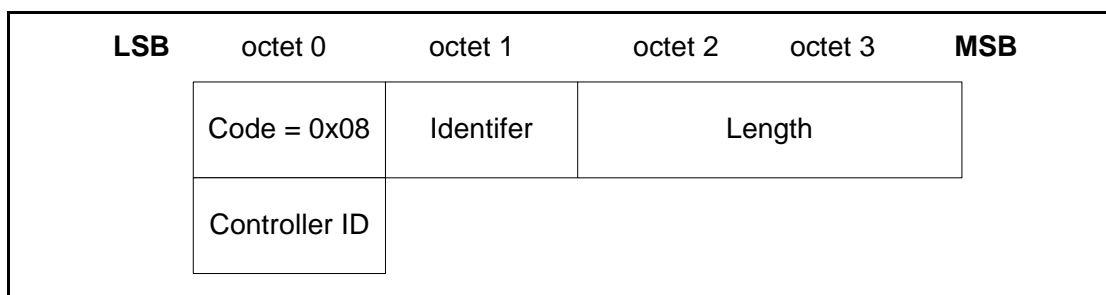 LSB octet 0 octet 1 octet 2 octet 3 MSB
Code = 0x08 Identifer Length
Controller ID